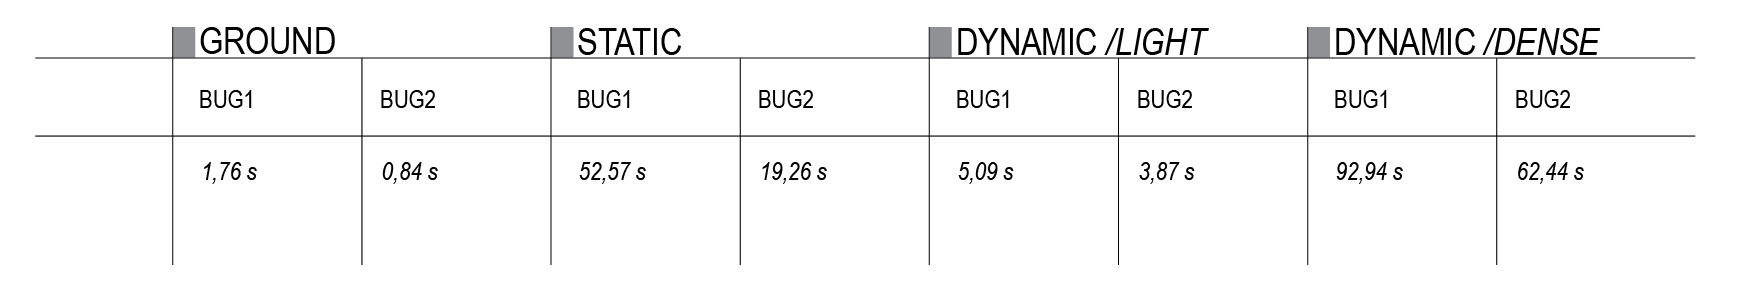 GROUND STATIC DYNAMIC /LIGHT DYNAMIC /DENSE
BUG1 BUG2 BUG1 BUG2 BUG1 BUG2 BUG1 BUG2
1,76 s 0,84 s 52,57 s 19,26 s 5,09 s 3,87 s 92,94 s 62,44 s